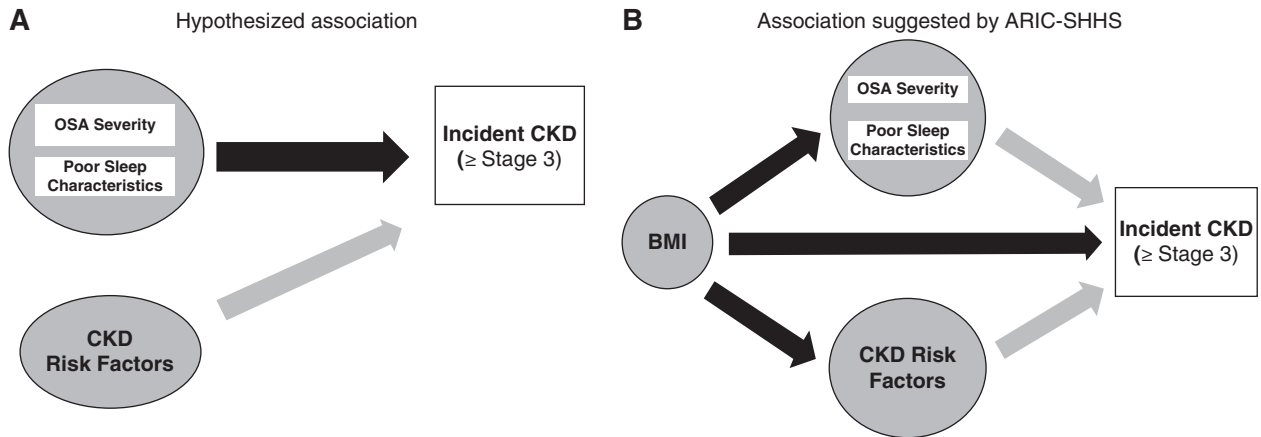 A
Hypothesized association
OSA Severity
Poor Sleep
Characteristics
Incident CKD
(≥ Stage 3)
CKD
Risk Factors
B
Association suggested by ARIC-SHHS
OSA Severity
Poor Sleep
Characteristics
BMI
Incident CKD
(≥ Stage 3)
CKD Risk
Factors